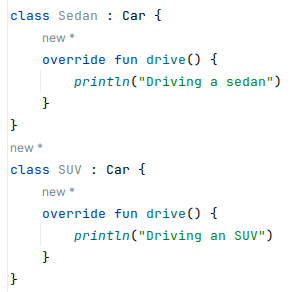 class Sedan : Car {
new *
override fun drive() {
println("Driving a sedan")
}
}
new *
class SUV : Car {
new *
override fun drive() {
println("Driving an SUV")
}
}